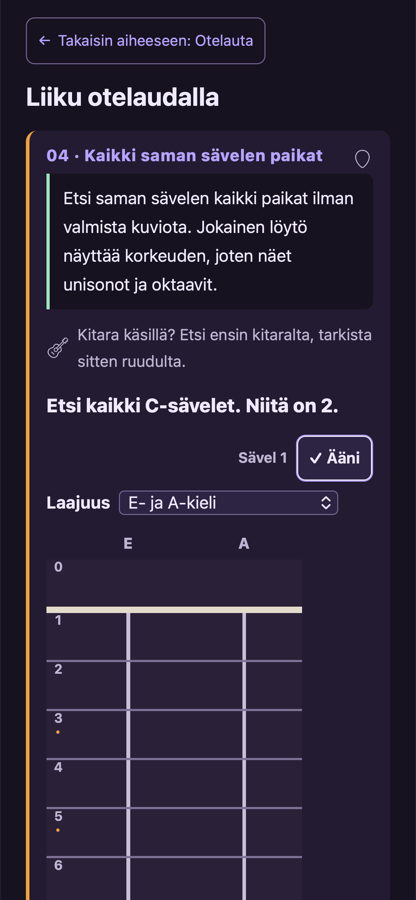 ← Takaisin aiheeseen: Otelauta
Liiku otelaudalla
04 · Kaikki saman sävelen paikat
Etsi saman sävelen kaikki paikat ilman
valmista kuviota. Jokainen löytö
näyttää korkeuden, joten näet
unisonot ja oktaavit.
Kitara käsillä? Etsi ensin kitaralta, tarkista
sitten ruudulta.
Etsi kaikki C-sävelet. Niitä on 2.
Sävel 1 ✓ Ääni
Laajuus E- ja A-kieli
E A
0
1
2
3
4
5
6